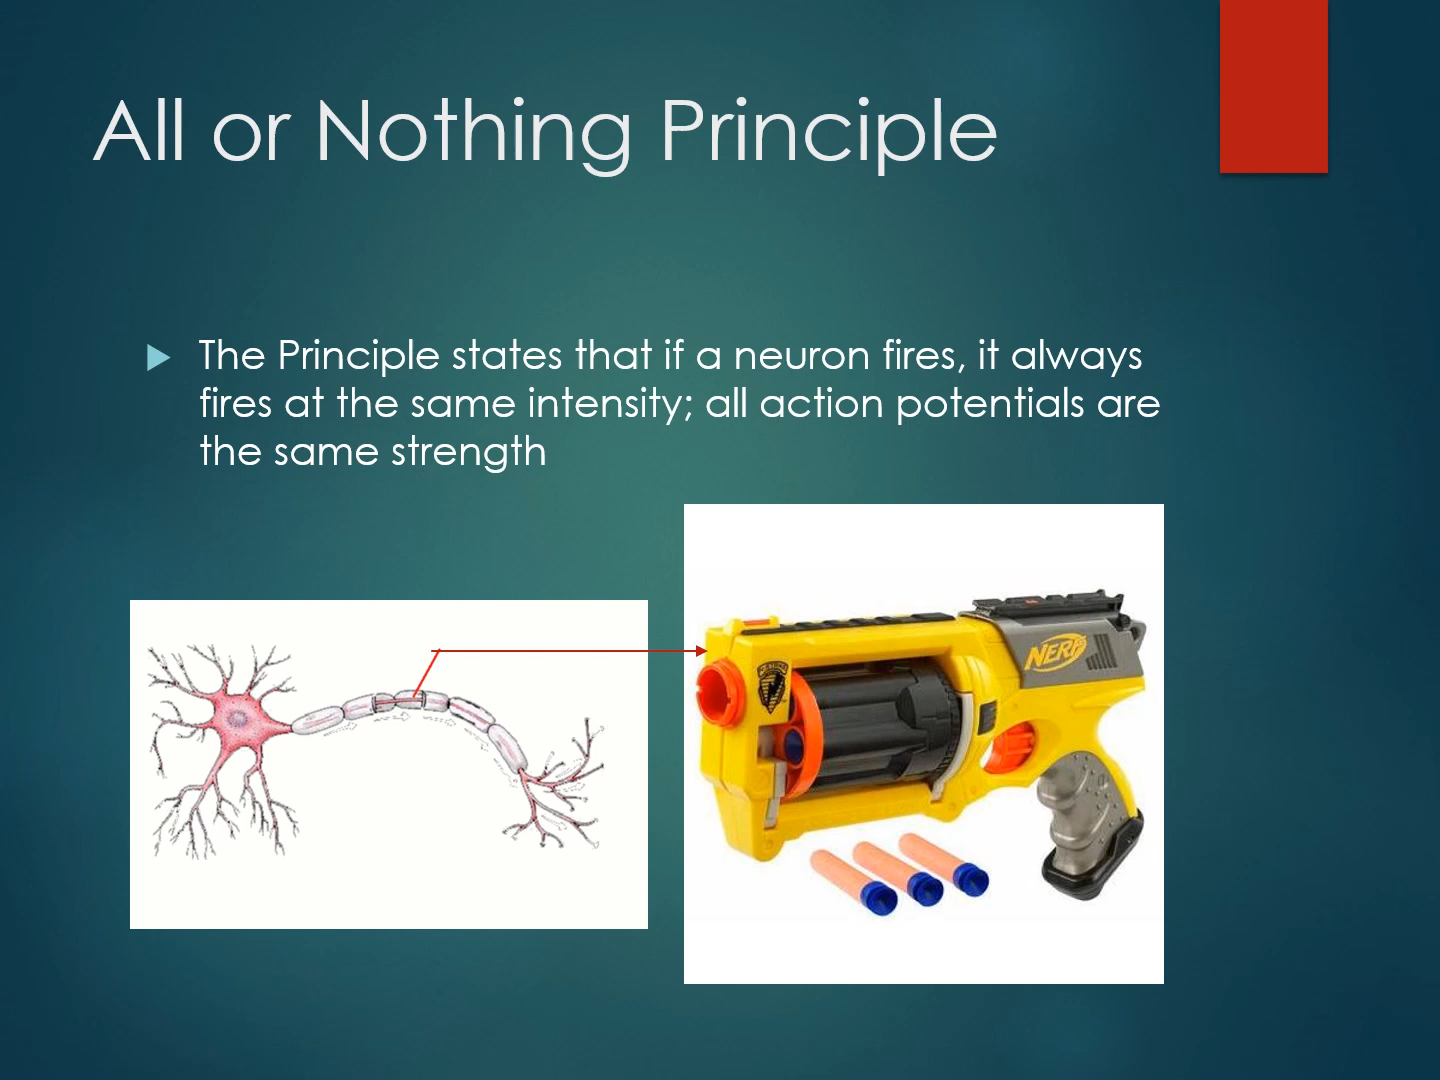 All or Nothing Principle
The Principle states that if a neuron fires, it always
fires at the same intensity; all action potentials are
the same strength
NERF